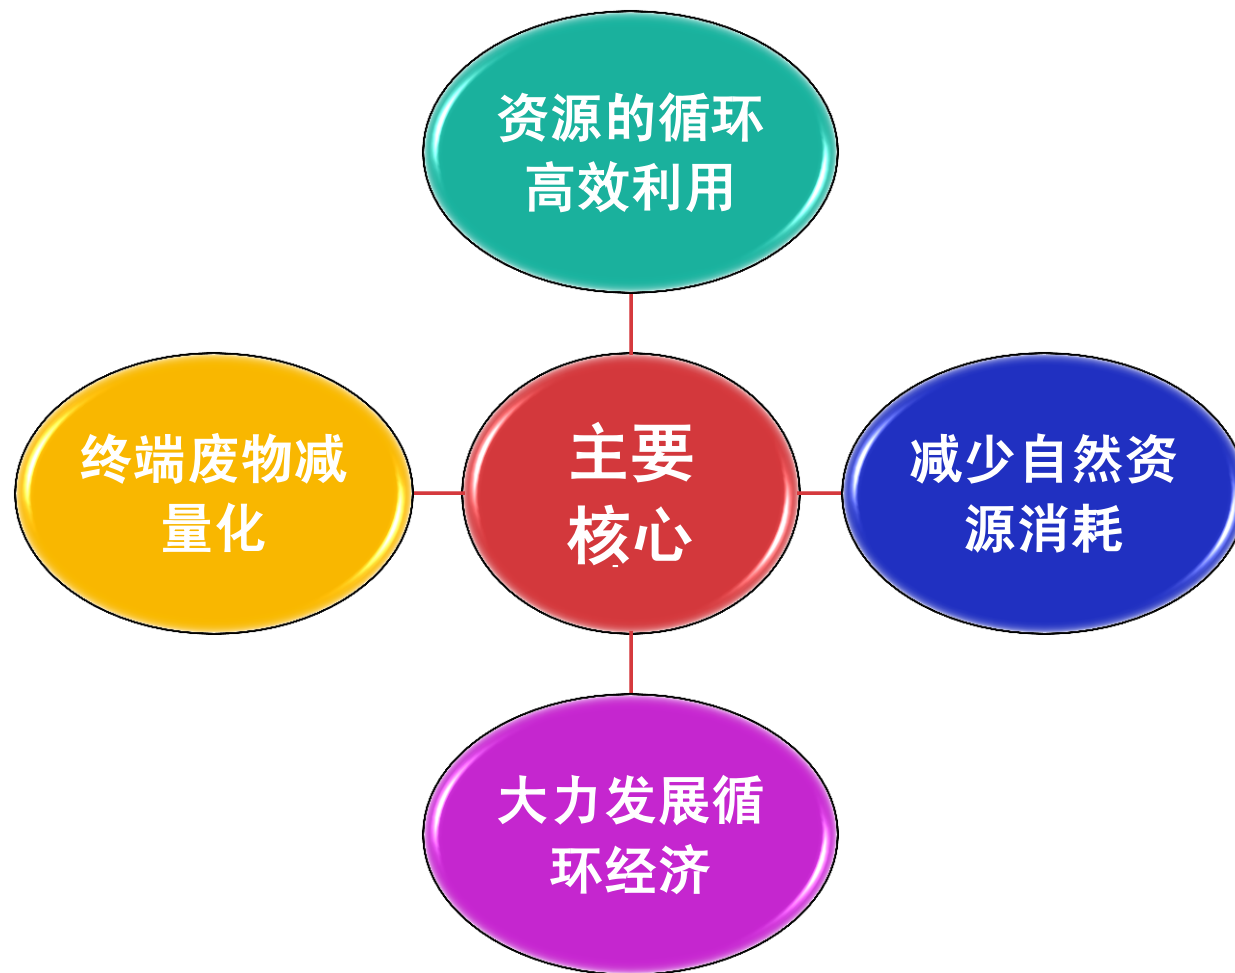 资源的循环
高效利用
终端废物减
量化
主要
核心
减少自然资
源消耗
大力发展循
环经济